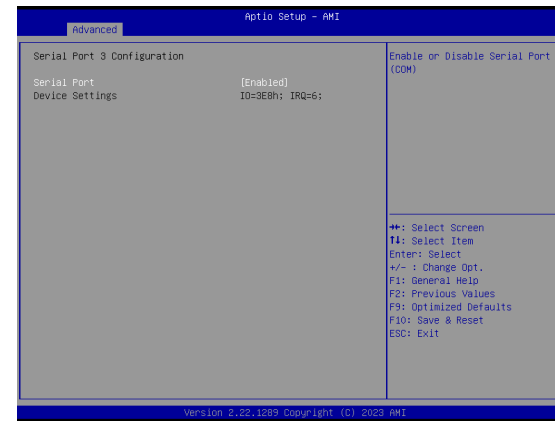 Aptio Setup - AMI
Advanced
Serial Port 3 Configuration
Serial Port [Enabled]
Device Settings IO=3E8h; IRQ=6;
Enable or Disable Serial Port
(COM)
→←: Select Screen
↑↓: Select Item
Enter: Select
+/- : Change Opt.
F1: General Help
F2: Previous Values
F9: Optimized Defaults
F10: Save & Reset
ESC: Exit
Version 2.22.1289 Copyright (C) 2023 AMI